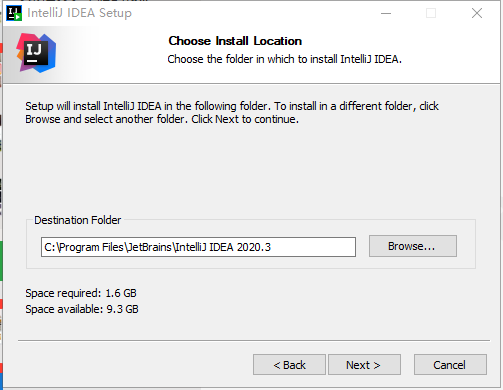 IntelliJ IDEA Setup
IJ
Choose Install Location
Choose the folder in which to install IntelliJ IDEA.
Setup will install IntelliJ IDEA in the following folder. To install in a different folder, click
Browse and select another folder. Click Next to continue.
Destination Folder
C:\Program Files\JetBrains\IntelliJ IDEA 2020.3
Browse...
Space required: 1.6 GB
Space available: 9.3 GB
< Back
Next >
Cancel